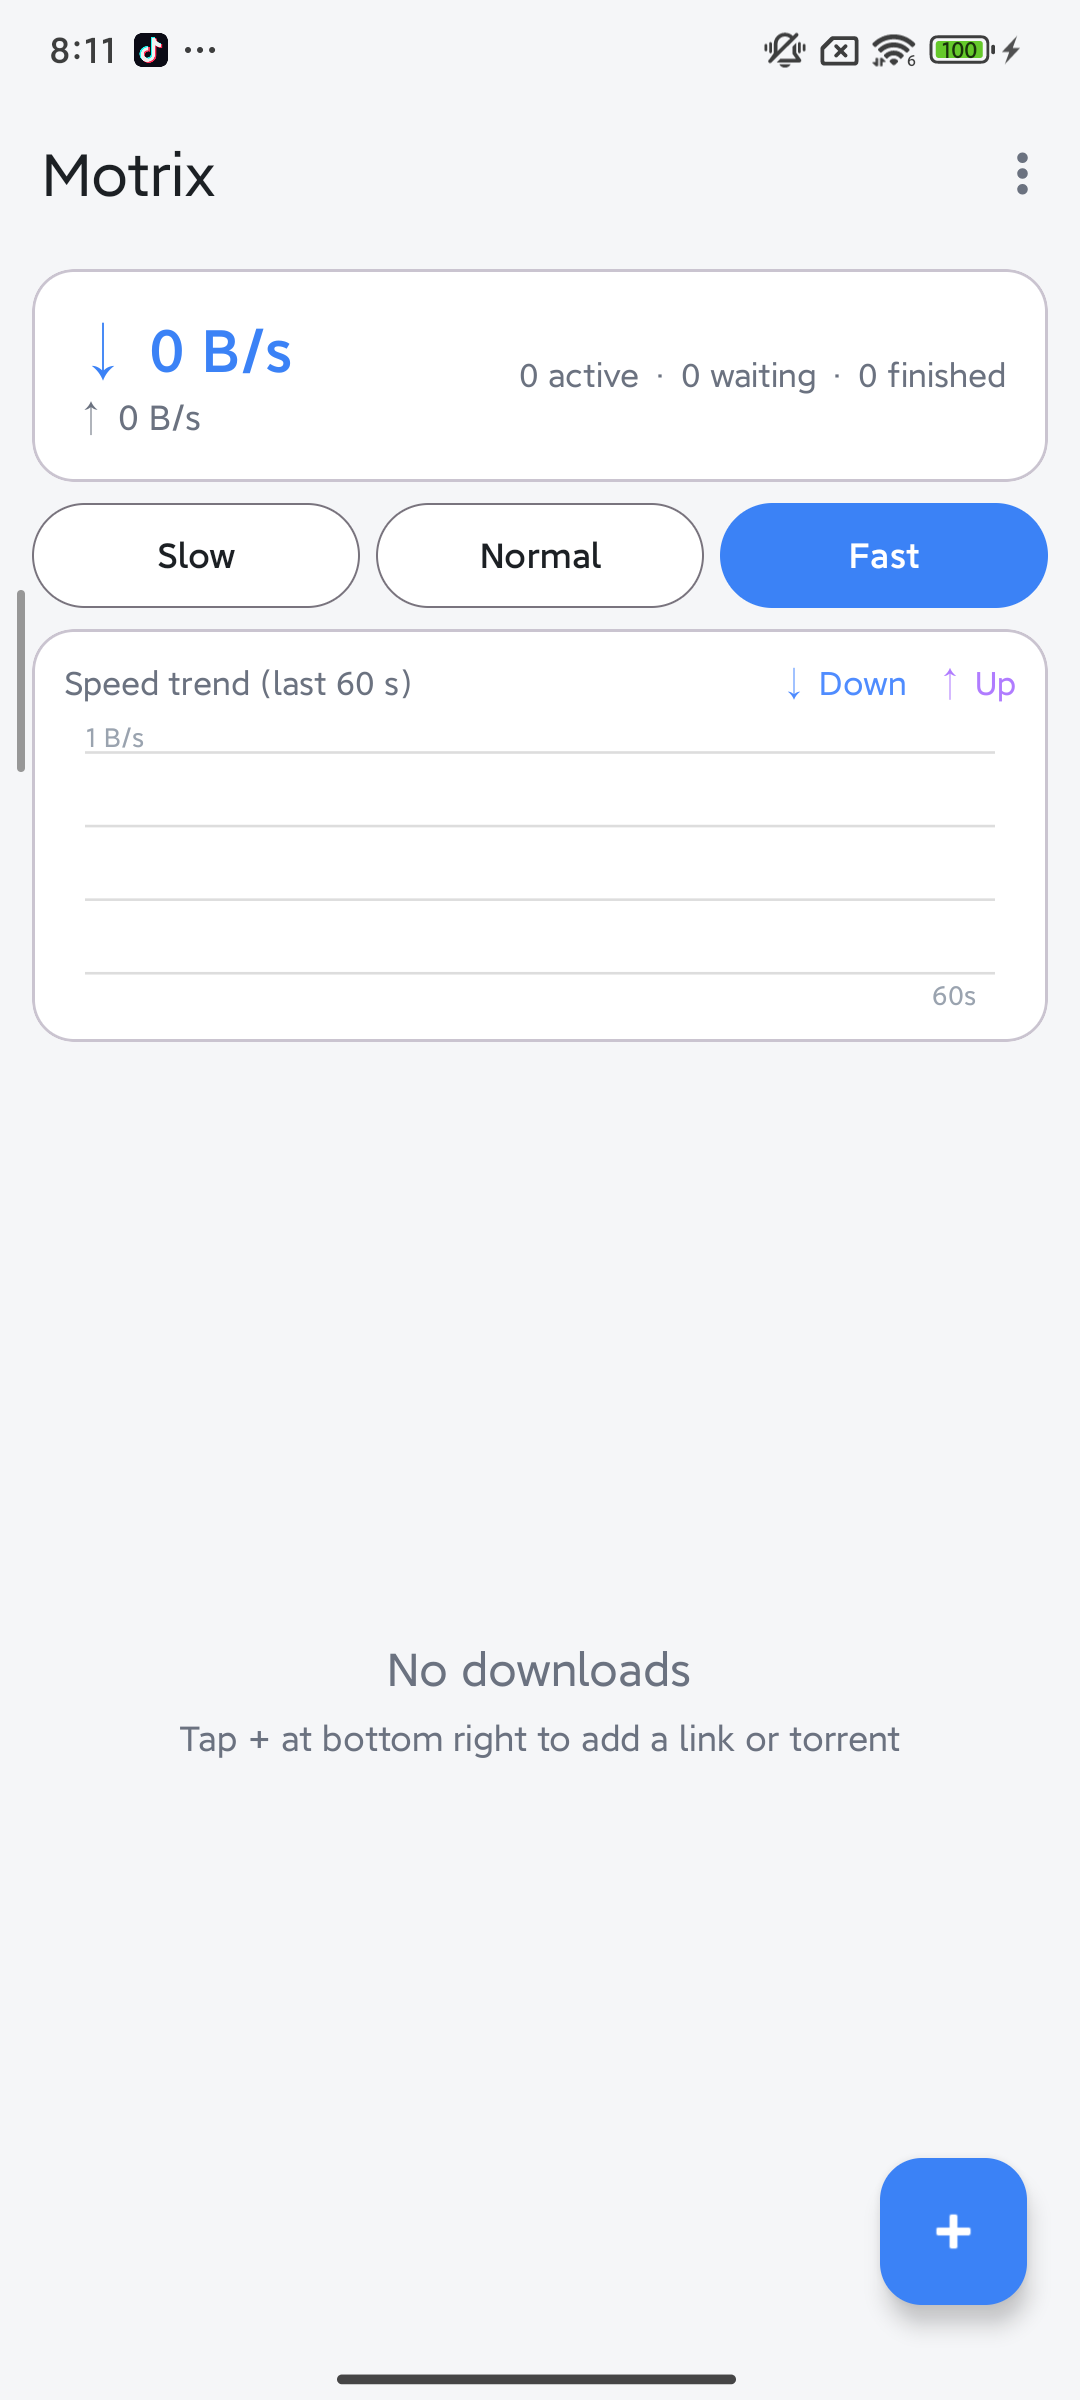 8:11
6
100
Motrix
↓ 0 B/s
↑ 0 B/s
0 active · 0 waiting · 0 finished
Slow
Normal
Fast
Speed trend (last 60 s)
↓ Down ↑ Up
1 B/s
60s
No downloads
Tap + at bottom right to add a link or torrent
+